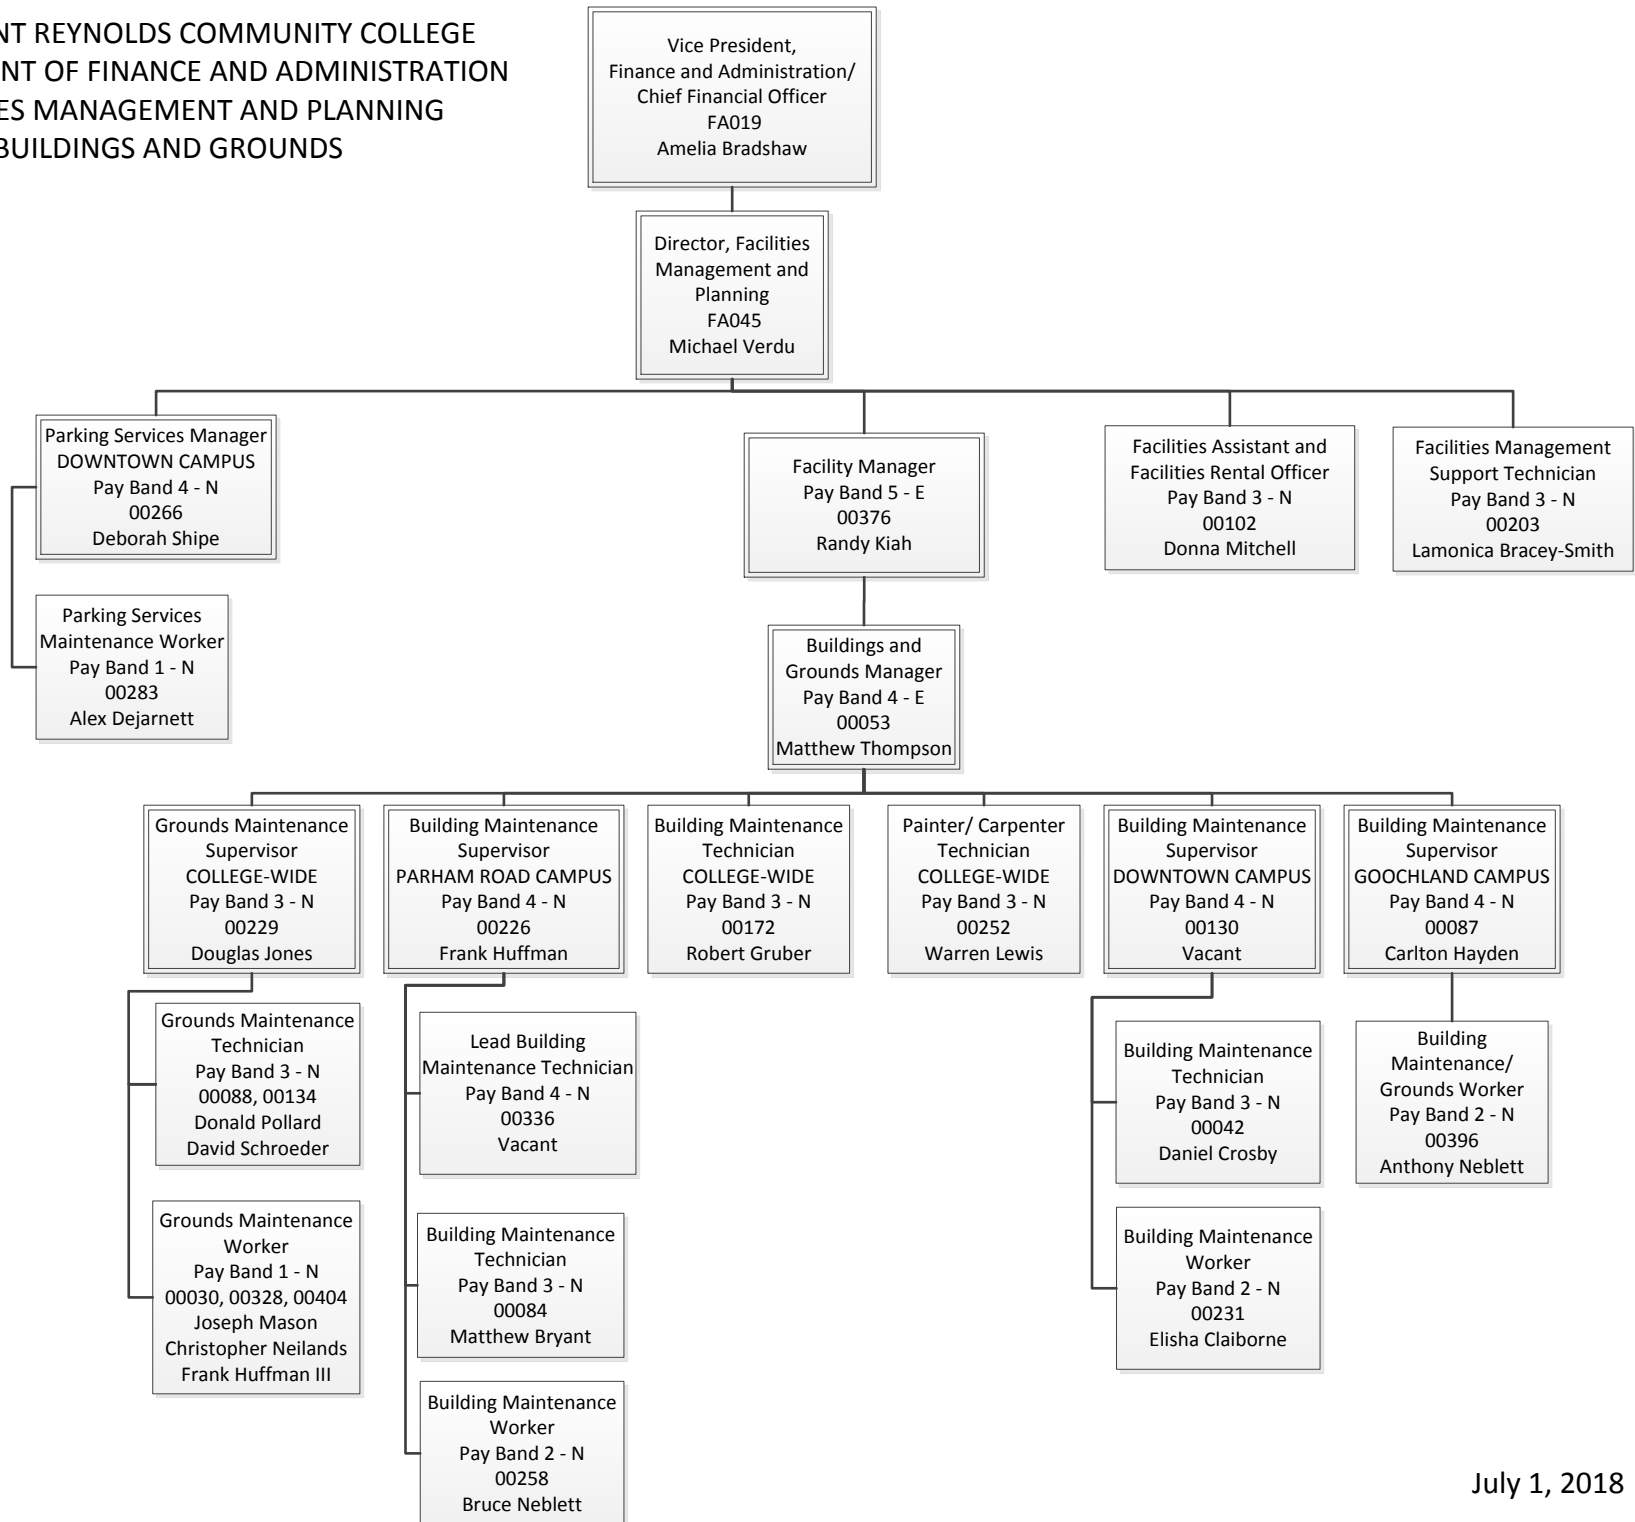 NT REYNOLDS COMMUNITY COLLEGE
NT OF FINANCE AND ADMINISTRATION
ES MANAGEMENT AND PLANNING
BUILDINGS AND GROUNDS
Vice President,
Finance and Administration/
Chief Financial Officer
FA019
Amelia Bradshaw
Director, Facilities
Management and
Planning
FA045
Michael Verdu
Parking Services Manager
DOWNTOWN CAMPUS
Pay Band 4 - N
00266
Deborah Shipe
Facility Manager
Pay Band 5 - E
00376
Randy Kiah
Facilities Assistant and
Facilities Rental Officer
Pay Band 3 - N
00102
Donna Mitchell
Facilities Management
Support Technician
Pay Band 3 - N
00203
Lamonica Bracey-Smith
Parking Services
Maintenance Worker
Pay Band 1 - N
00283
Alex Dejarnett
Buildings and
Grounds Manager
Pay Band 4 - E
00053
Matthew Thompson
Grounds Maintenance
Supervisor
COLLEGE-WIDE
Pay Band 3 - N
00229
Douglas Jones
Building Maintenance
Supervisor
PARHAM ROAD CAMPUS
Pay Band 4 - N
00226
Frank Huffman
Building Maintenance
Technician
COLLEGE-WIDE
Pay Band 3 - N
00172
Robert Gruber
Painter/ Carpenter
Technician
COLLEGE-WIDE
Pay Band 3 - N
00252
Warren Lewis
Building Maintenance
Supervisor
DOWNTOWN CAMPUS
Pay Band 4 - N
00130
Vacant
Building Maintenance
Supervisor
GOOCHLAND CAMPUS
Pay Band 4 - N
00087
Carlton Hayden
Grounds Maintenance
Technician
Pay Band 3 - N
00088, 00134
Donald Pollard
David Schroeder
Lead Building
Maintenance Technician
Pay Band 4 - N
00336
Vacant
Building Maintenance
Technician
Pay Band 3 - N
00042
Daniel Crosby
Building
Maintenance/
Grounds Worker
Pay Band 2 - N
00396
Anthony Neblett
Grounds Maintenance
Worker
Pay Band 1 - N
00030, 00328, 00404
Joseph Mason
Christopher Neilands
Frank Huffman III
Building Maintenance
Technician
Pay Band 3 - N
00084
Matthew Bryant
Building Maintenance
Worker
Pay Band 2 - N
00231
Elisha Claiborne
Building Maintenance
Worker
Pay Band 2 - N
00258
Bruce Neblett
July 1, 2018